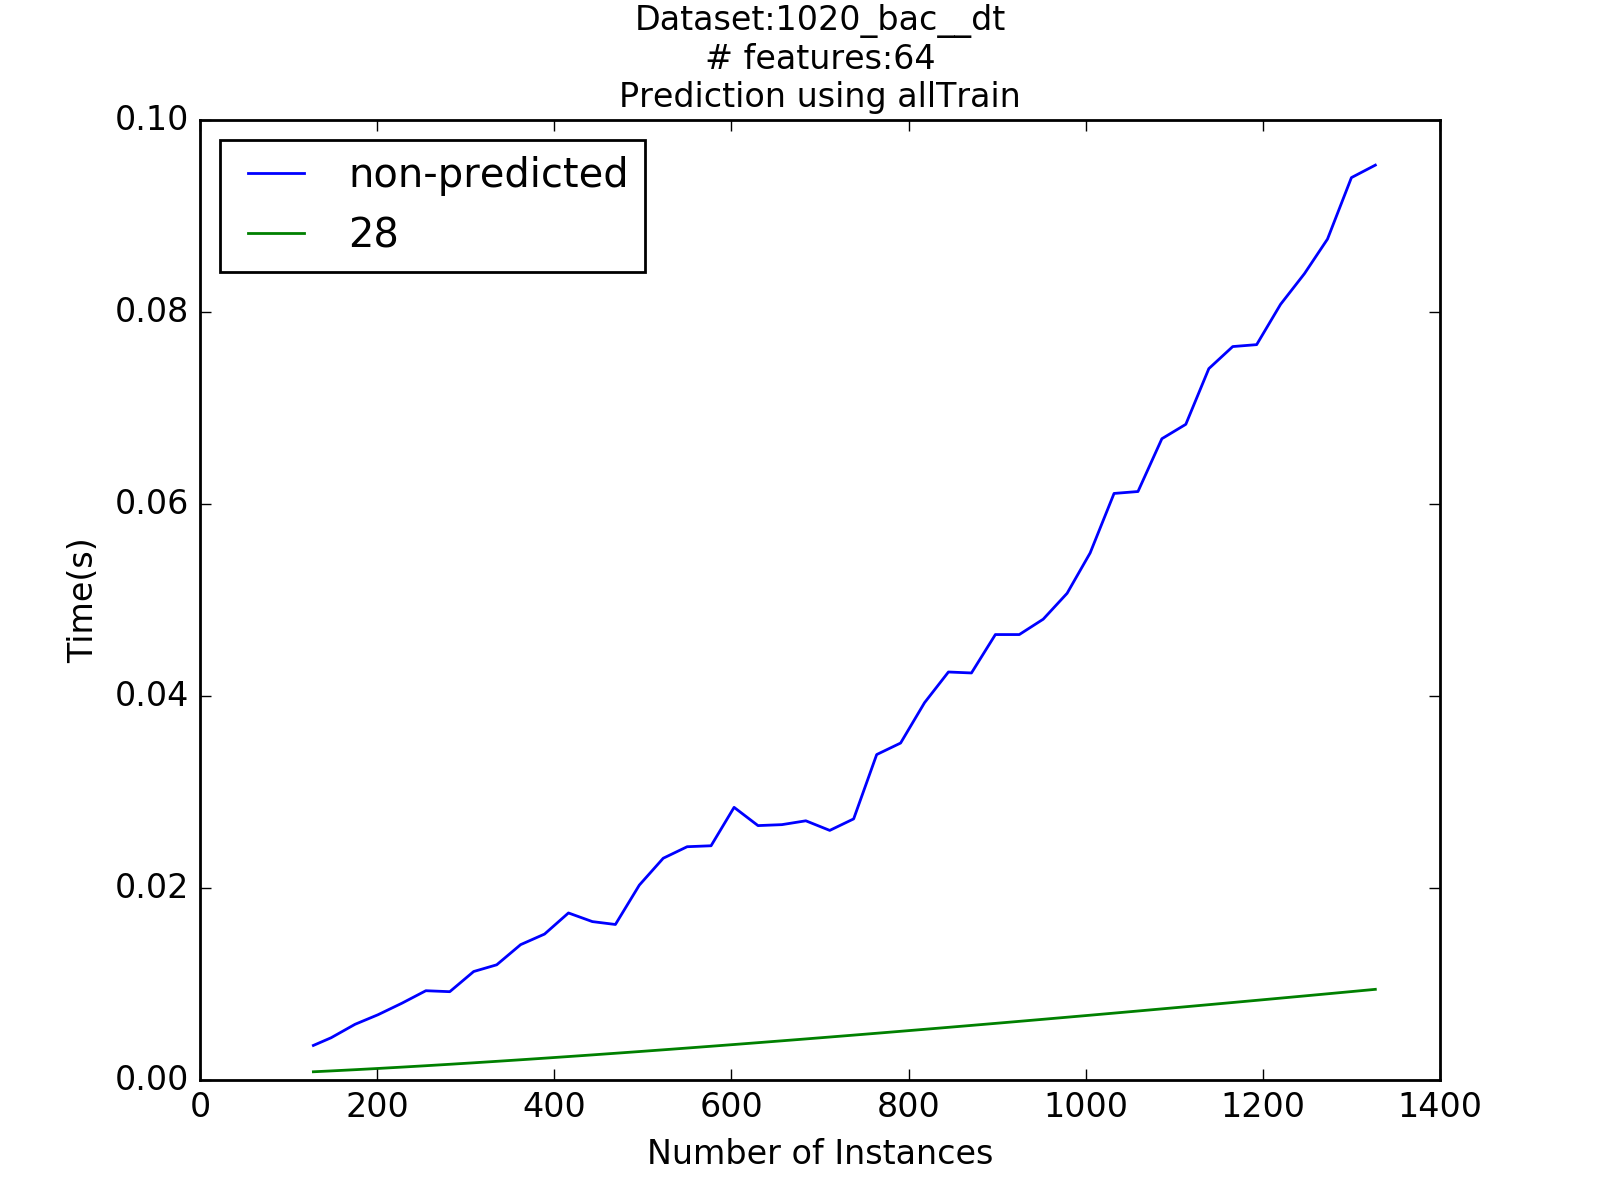 Dataset:1020_bac__dt
# features:64
Prediction using allTrain
non-predicted
28
0.10
0.08
0.06
0.04
0.02
0.00
Time(s)
0 200 400 600 800 1000 1200 1400
Number of Instances